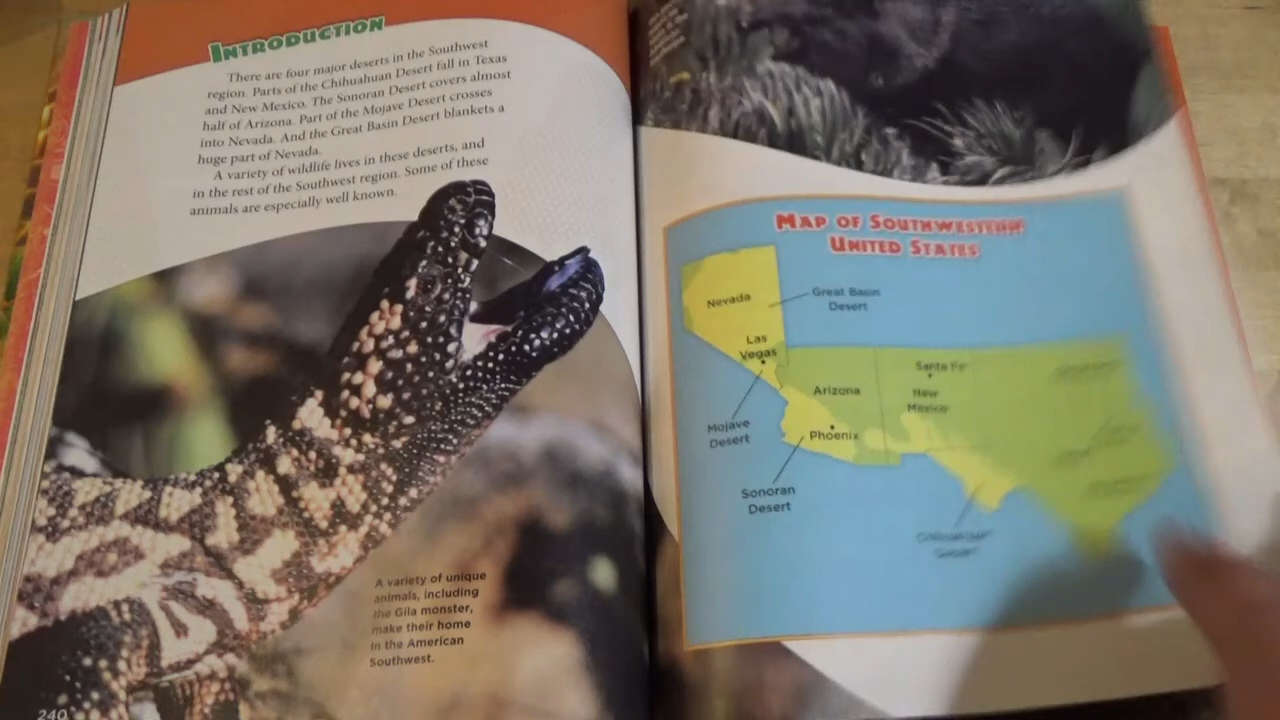 INTRODUCTION
There are four major deserts in the Southwest
region. Parts of the Chihuahuan Desert fall in Texas
and New Mexico. The Sonoran Desert covers almost
half of Arizona. Part of the Mojave Desert crosses
into Nevada. And the Great Basin Desert blankets a
huge part of Nevada.
A variety of wildlife lives in these deserts, and
in the rest of the Southwest region. Some of these
animals are especially well known.
A variety of unique
animals, including
the Gila monster,
make their home
in the American
Southwest.
240
MAP OF SOUTHWESTERN
UNITED STATES
Nevada
Great Basin
Desert
Las
Vegas
Mojave
Desert
Arizona
Phoenix
Sonoran
Desert
Santa Fe
New
Mexico
Chihuahuan
Desert